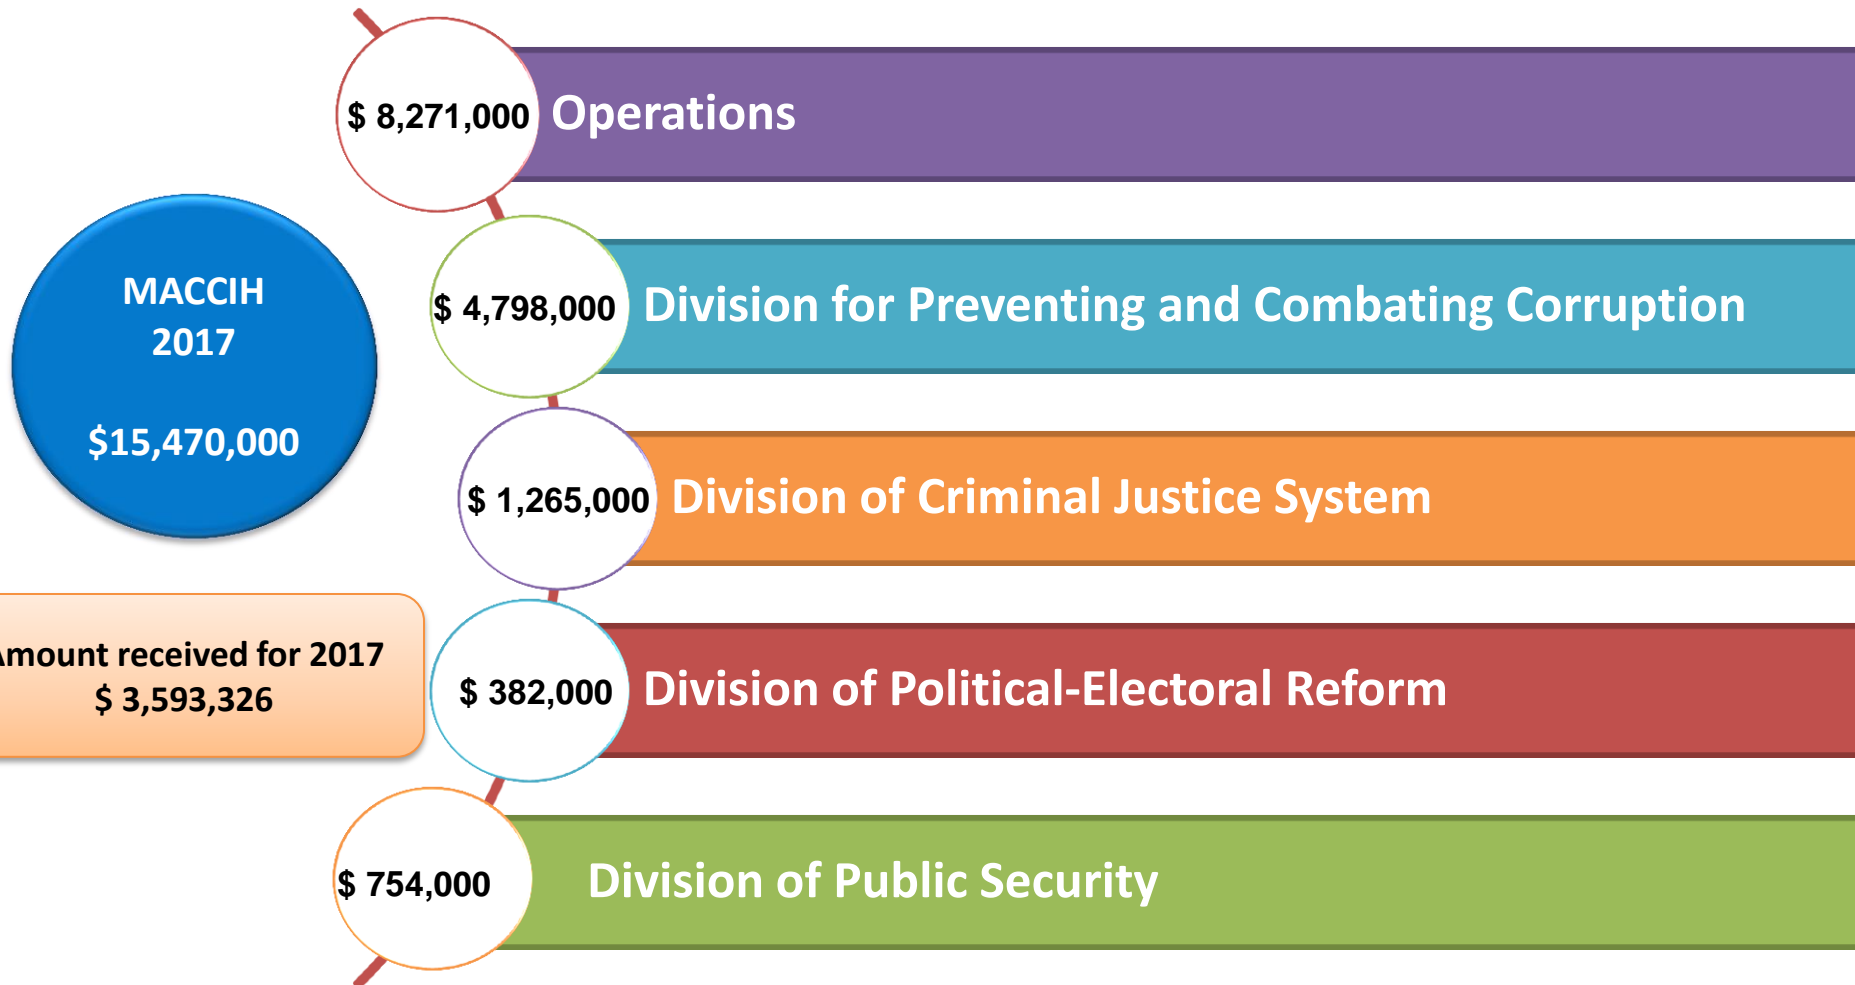 $ 8,271,000 Operations
MACCIH
2017
$15,470,000
$ 4,798,000 Division for Preventing and Combating Corruption
$ 1,265,000 Division of Criminal Justice System
Amount received for 2017
$ 3,593,326
$ 382,000 Division of Political-Electoral Reform
$ 754,000 Division of Public Security